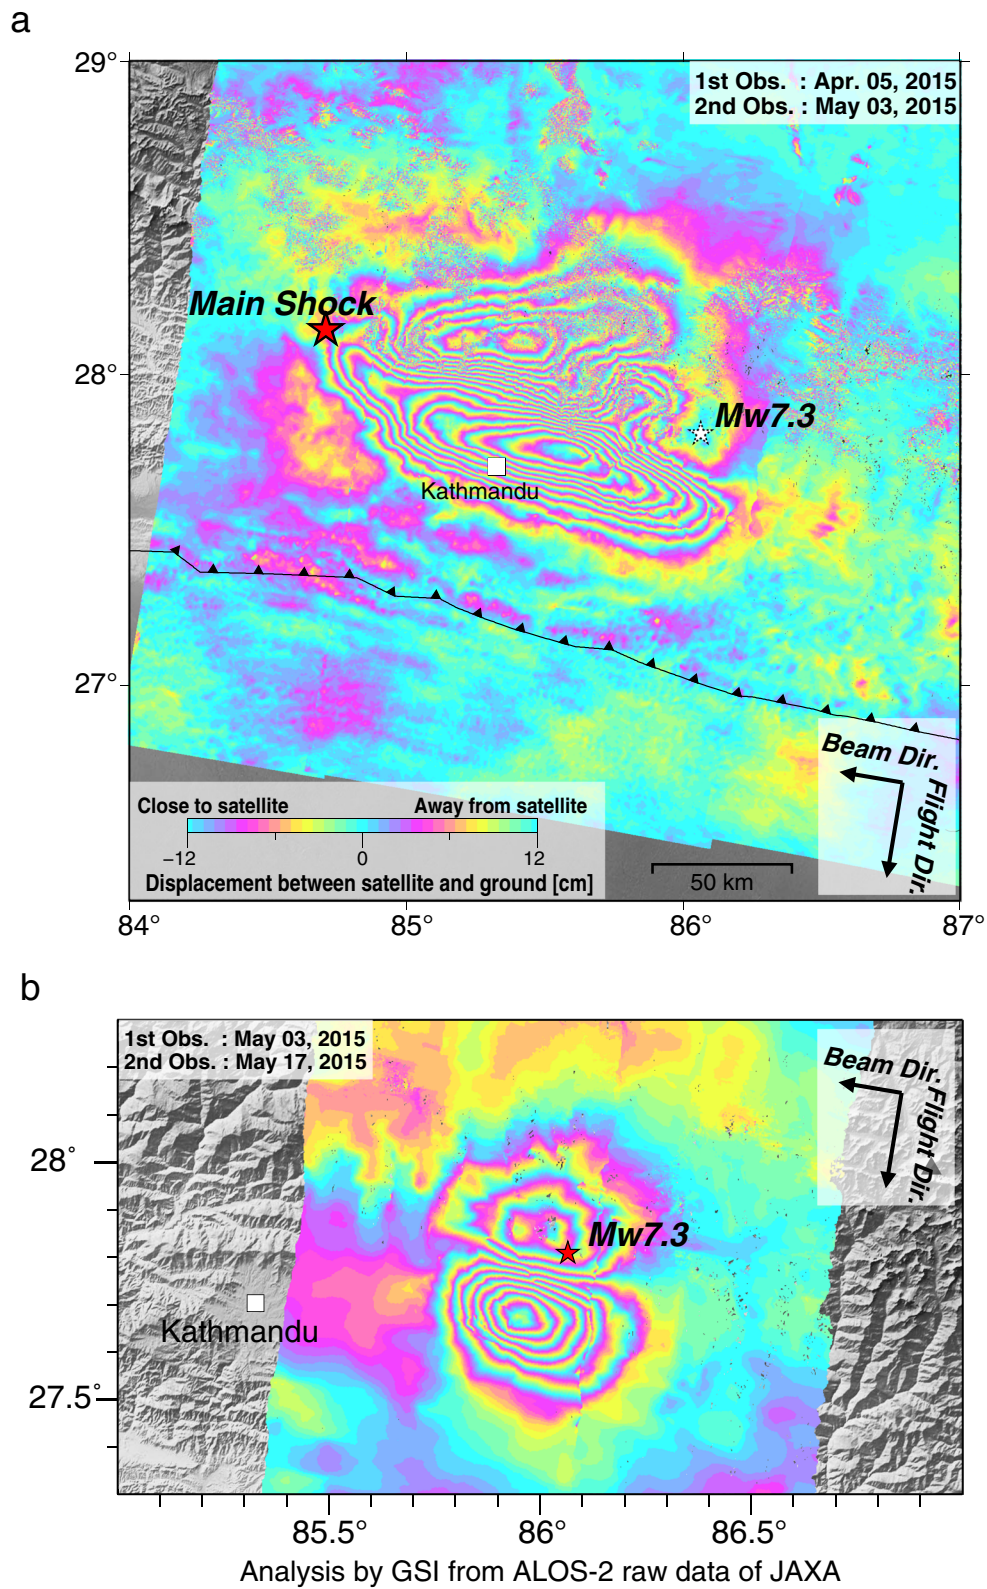 a
29°
1st Obs. : Apr. 05, 2015
2nd Obs. : May 03, 2015
Main Shock
28°
Mw7.3
Kathmandu
27°
Beam Dir.
Flight Dir.
Close to satellite Away from satellite
−12 0 12
Displacement between satellite and ground [cm]
50 km
84° 85° 86° 87°
b
1st Obs. : May 03, 2015
2nd Obs. : May 17, 2015
Beam Dir.
Flight Dir.
28°
Mw7.3
Kathmandu
27.5°
85.5° 86° 86.5°
Analysis by GSI from ALOS-2 raw data of JAXA